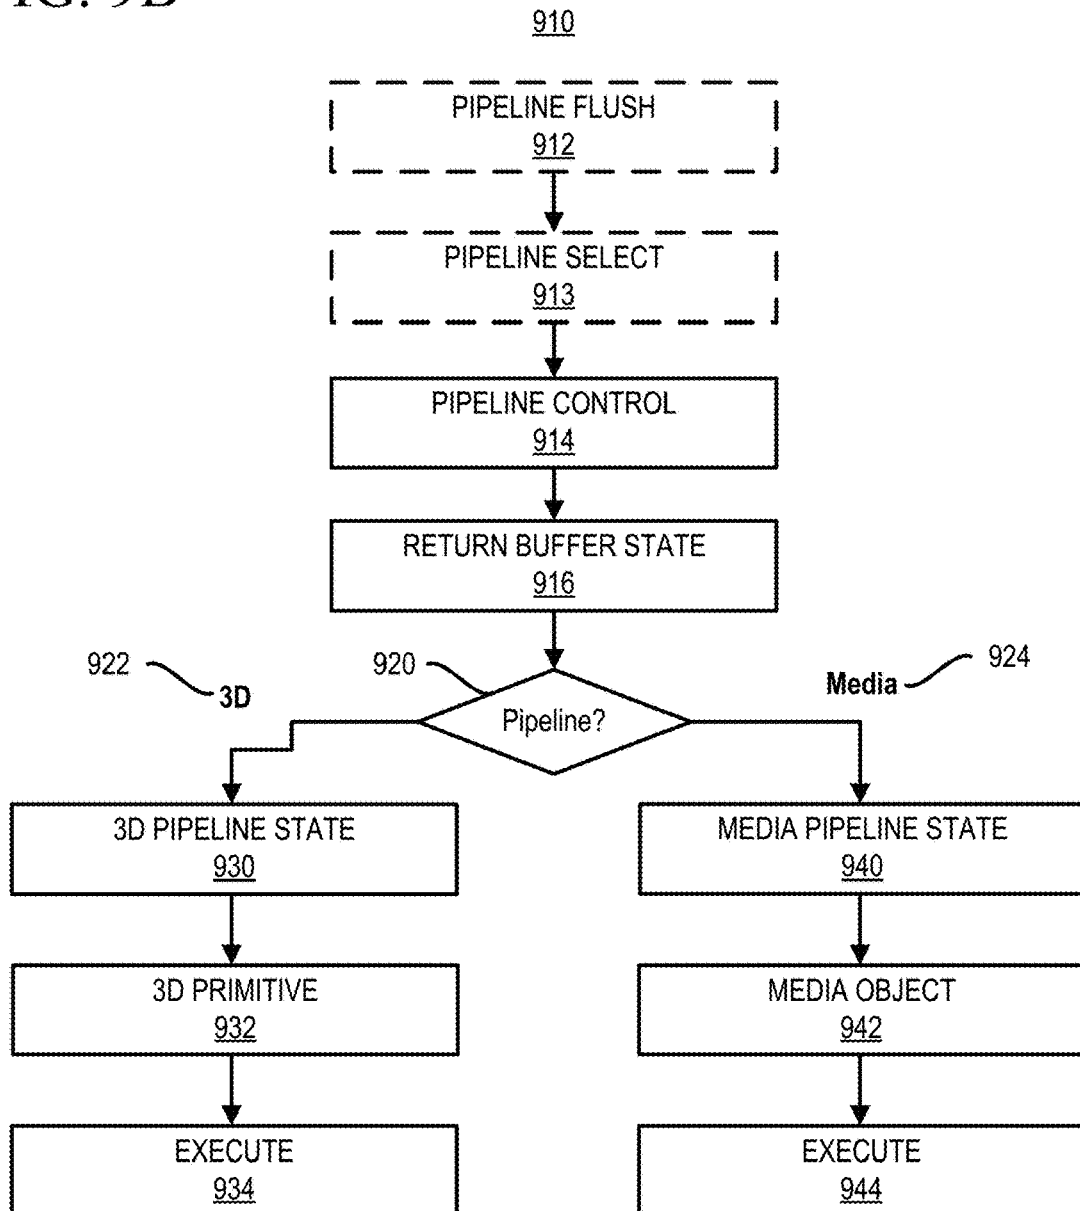 910
PIPELINE FLUSH
912
PIPELINE SELECT
913
PIPELINE CONTROL
914
RETURN BUFFER STATE
916
922
3D
920
Pipeline?
Media
924
3D PIPELINE STATE
930
MEDIA PIPELINE STATE
940
3D PRIMITIVE
932
MEDIA OBJECT
942
EXECUTE
934
EXECUTE
944